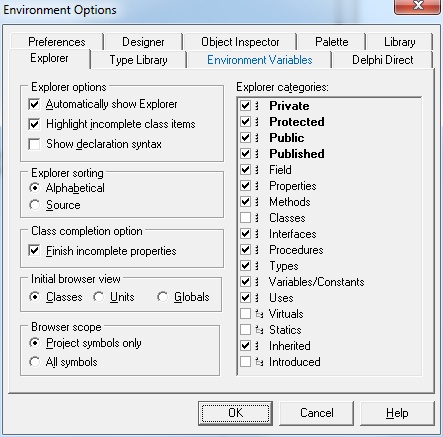 Environment Options
Preferences Designer Object Inspector Palette Library
Explorer Type Library Environment Variables Delphi Direct
Explorer options
Automatically show Explorer
Highlight incomplete class items
Show declaration syntax
Explorer sorting
Alphabetical
Source
Class completion option
Finish incomplete properties
Initial browser view
Classes Units Globals
Browser scope
Project symbols only
All symbols
Explorer categories:
Private
Protected
Public
Published
Field
Properties
Methods
Classes
Interfaces
Procedures
Types
Variables/Constants
Uses
Virtuals
Statics
Inherited
Introduced
OK Cancel Help